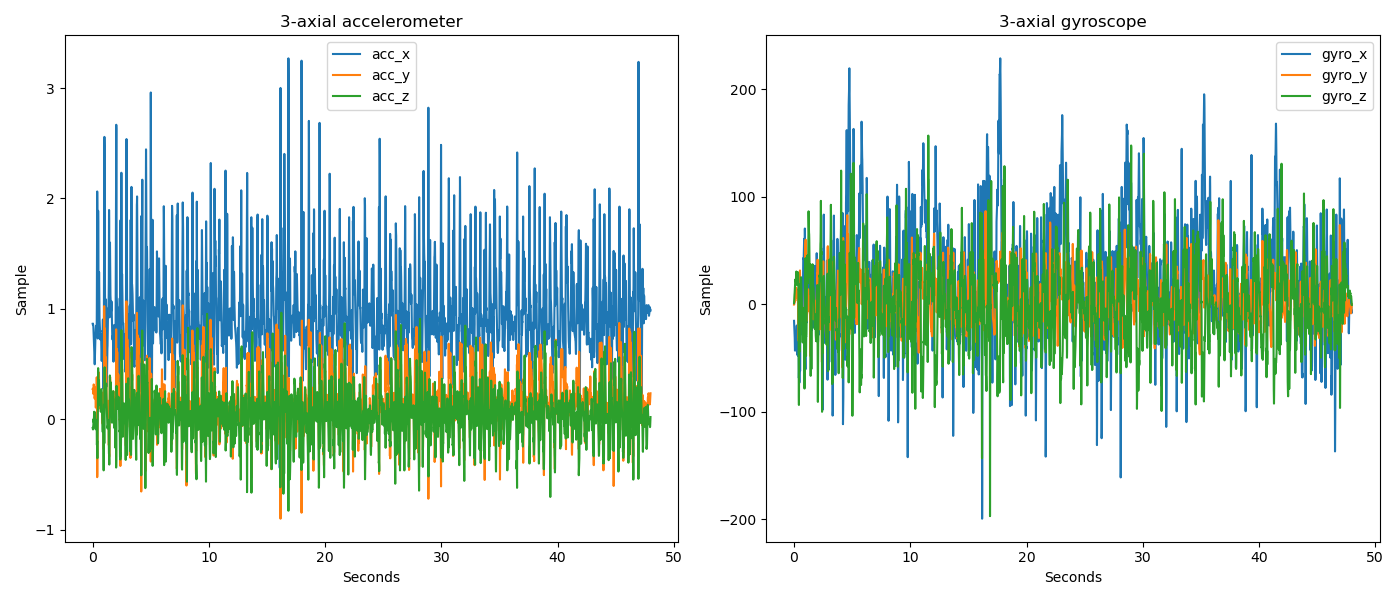 3-axial accelerometer
acc_x
acc_y
acc_z
3
2
1
0
−1
Sample
0
10
20
30
40
50
Seconds
3-axial gyroscope
gyro_x
gyro_y
gyro_z
200
100
0
−100
−200
Sample
0
10
20
30
40
50
Seconds